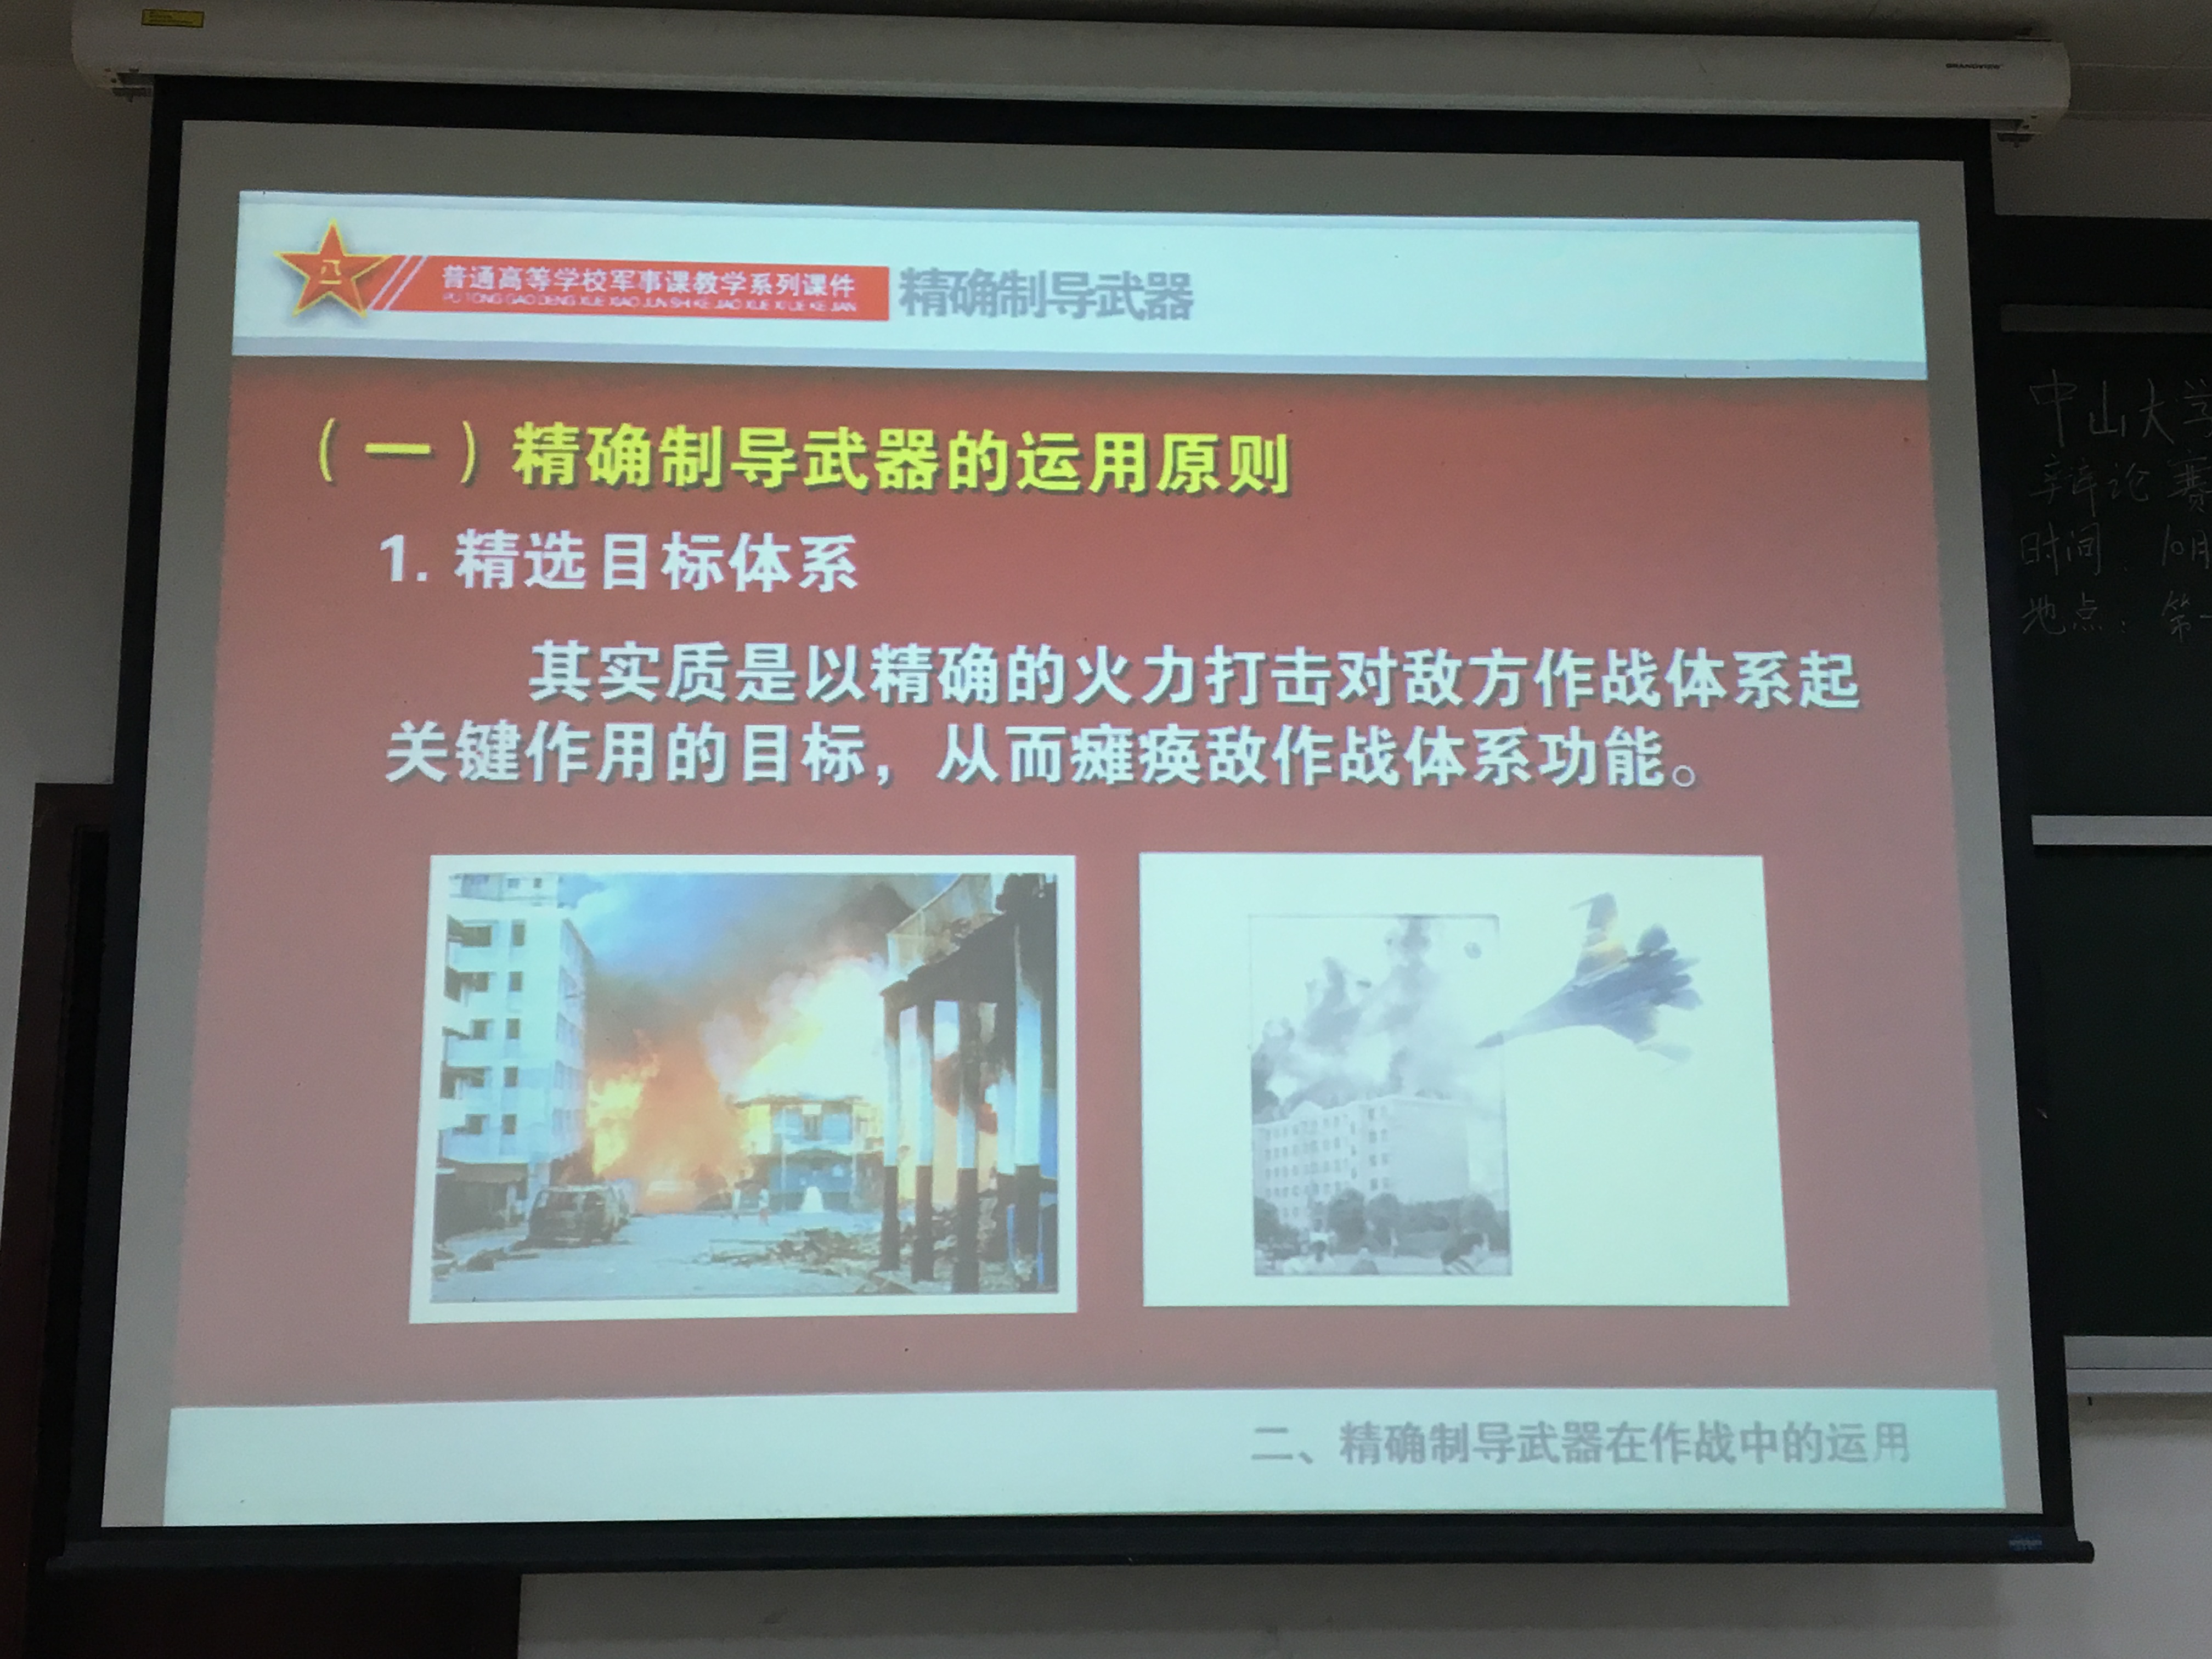 GRANDVIEW
八一
普通高等学校军事课教学系列课件
PU TONG GAO DENG XUE XIAO JUN SHI KE JIAO XUE XI LIE KE JIAN
精确制导武器
（一）精确制导武器的运用原则
1. 精选目标体系
其实质是以精确的火力打击对敌方作战体系起
关键作用的目标，从而瘫痪敌作战体系功能。
二、精确制导武器在作战中的运用
中山大学
辩论赛
时间：10月
地点：第一